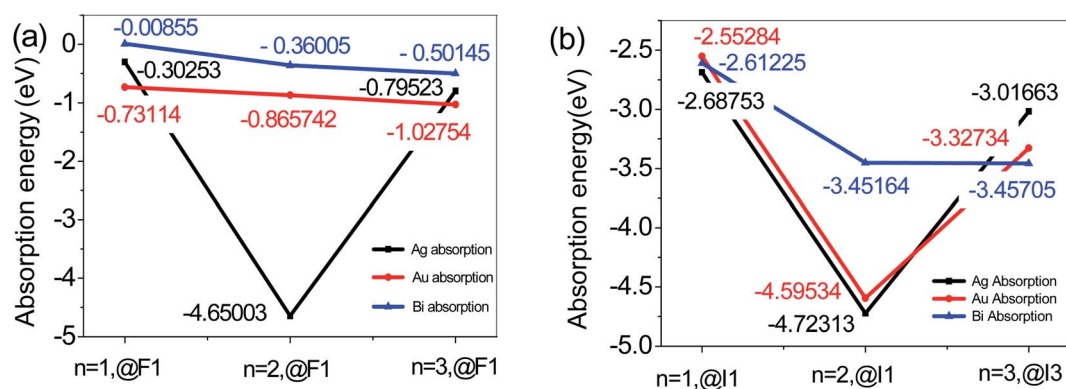 (a)
Absorption energy(eV)
0
-1
-2
-3
-4
-5
-0.00855
- 0.36005
-0.50145
-0.30253
-0.79523
-0.73114
-0.865742
-1.02754
-4.65003
Ag absorption
Au absorption
Bi absorption
n=1,@F1
n=2,@F1
n=3,@F1
(b)
Absorption energy(eV)
-2.5
-3.0
-3.5
-4.0
-4.5
-5.0
-2.55284
-2.61225
-2.68753
-3.01663
-3.32734
-3.45164
-3.45705
-4.59534
-4.72313
Ag Absorption
Au Absorption
Bi Absorption
n=1,@I1
n=2,@I1
n=3,@I3